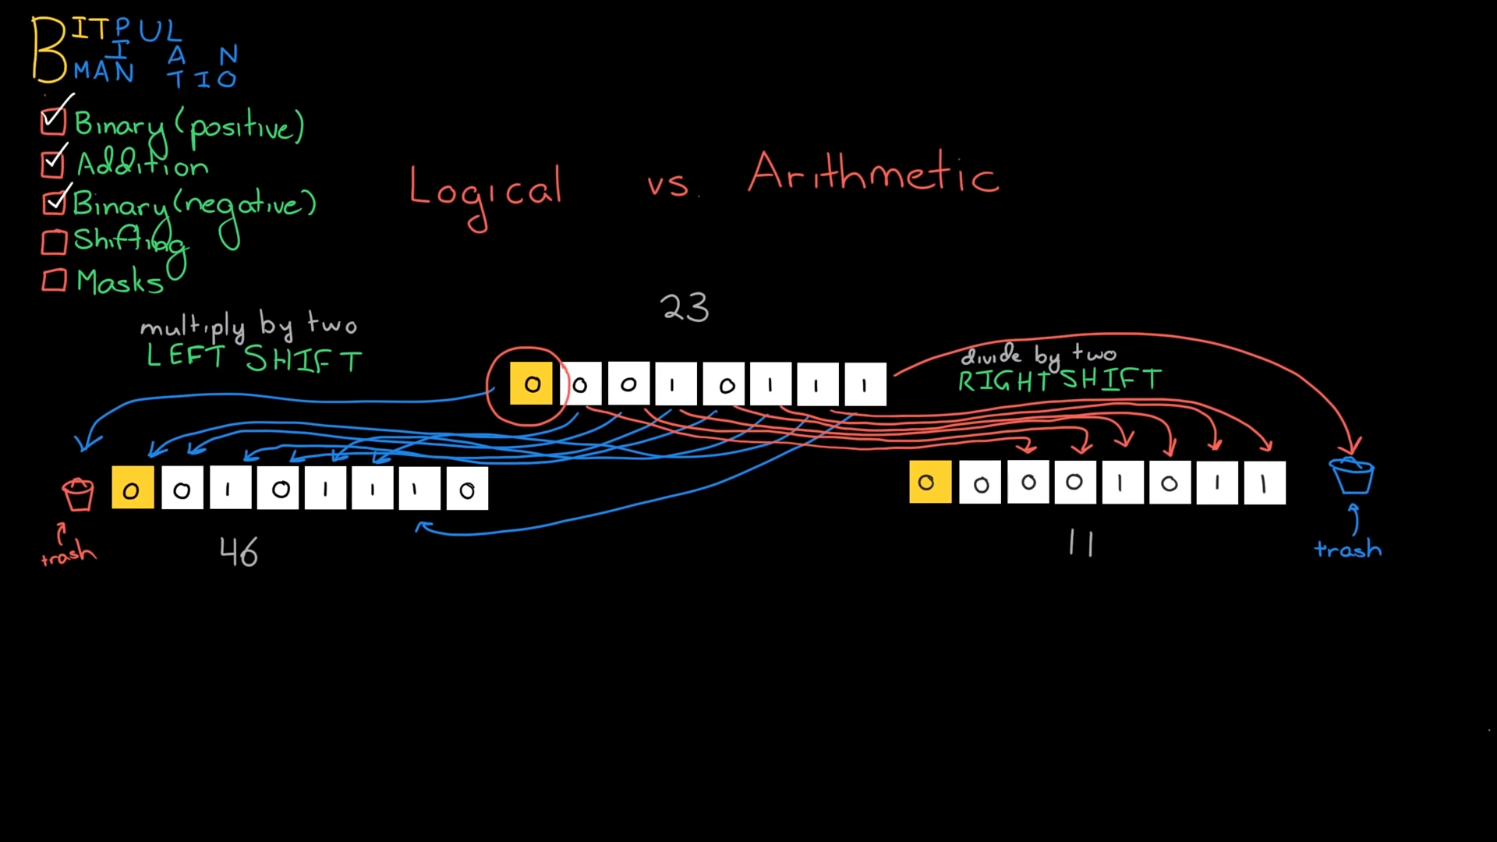 BIT
MANIPULATION
Binary (positive)
Addition
Binary (negative)
Shifting
Masks
Logical vs. Arithmetic
23
multiply by two
LEFT SHIFT
divide by two
RIGHT SHIFT
0 0 0 1 0 1 1 1
0 0 1 0 1 1 1 0
0 0 0 0 1 0 1 1
trash
46
11
trash